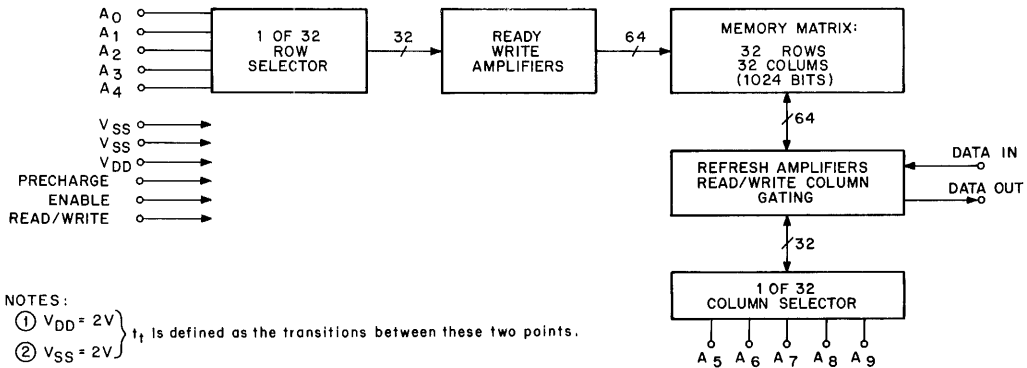 A0
A1
A2
A3
A4
1 OF 32
ROW
SELECTOR
32
READY
WRITE
AMPLIFIERS
64
MEMORY MATRIX:
32 ROWS
32 COLUMS
(1024 BITS)
VSS
VSS
VDD
PRECHARGE
ENABLE
READ/WRITE
64
REFRESH AMPLIFIERS
READ/WRITE COLUMN
GATING
DATA IN
DATA OUT
32
1 OF 32
COLUMN SELECTOR
A5 A6 A7 A8 A9
NOTES:
① VDD = 2V
② VSS = 2V
tt Is defined as the transitions between these two points.